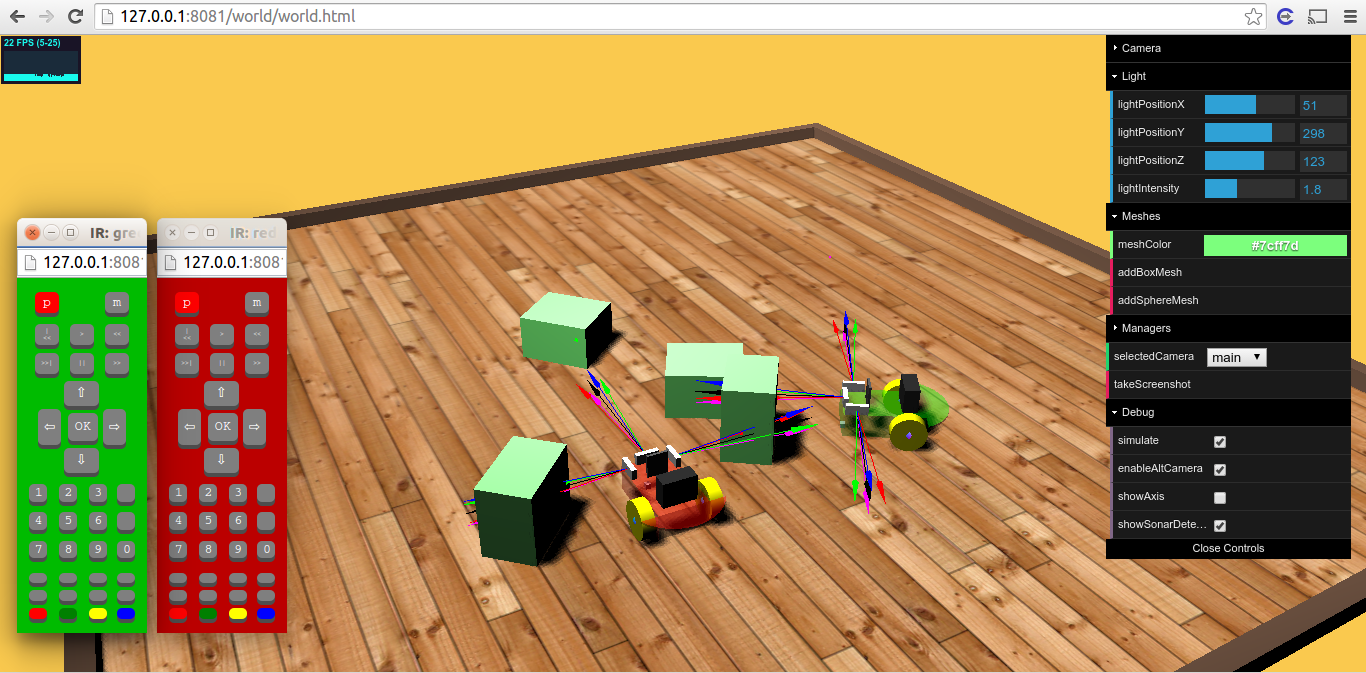 127.0.0.1:8081/world/world.html
22 FPS (5-25)
Camera
Light
lightPositionX 51
lightPositionY 298
lightPositionZ 123
lightIntensity 1.8
Meshes
meshColor #7cff7d
addBoxMesh
addSphereMesh
Managers
selectedCamera main
takeScreenshot
Debug
simulate
enableAltCamera
showAxis
showSonarDete...
Close Controls
IR: gre
127.0.0.1:808
p m
|<< > <<
>>| || >>
⇧
⇦ OK ⇨
⇩
1 2 3
4 5 6
7 8 9 0
IR: red
127.0.0.1:808
p m
|<< > <<
>>| || >>
⇧
⇦ OK ⇨
⇩
1 2 3
4 5 6
7 8 9 0